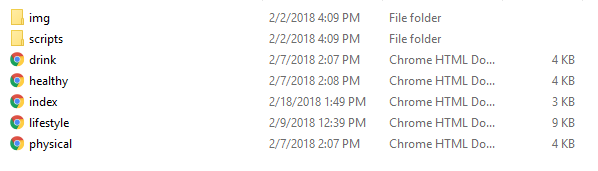 img 2/2/2018 4:09 PM File folder
scripts 2/2/2018 4:09 PM File folder
drink 2/7/2018 2:07 PM Chrome HTML Do... 4 KB
healthy 2/7/2018 2:08 PM Chrome HTML Do... 4 KB
index 2/18/2018 1:49 PM Chrome HTML Do... 3 KB
lifestyle 2/9/2018 12:39 PM Chrome HTML Do... 9 KB
physical 2/7/2018 2:07 PM Chrome HTML Do... 4 KB